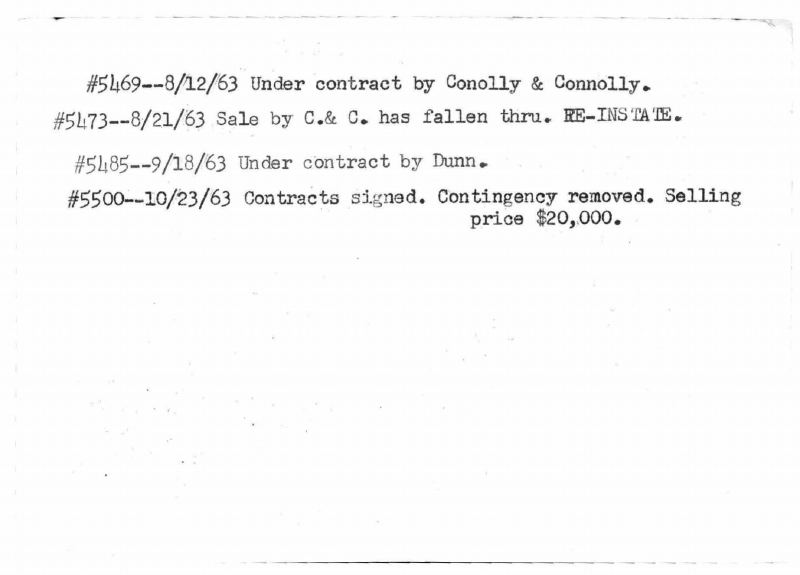 #5469--8/12/63 Under contract by Conolly & Connolly.
#5473--8/21/63 Sale by C.& C. has fallen thru. RE-INSTATE.
#5485--9/18/63 Under contract by Dunn.
#5500--10/23/63 Contracts signed. Contingency removed. Selling
price $20,000.